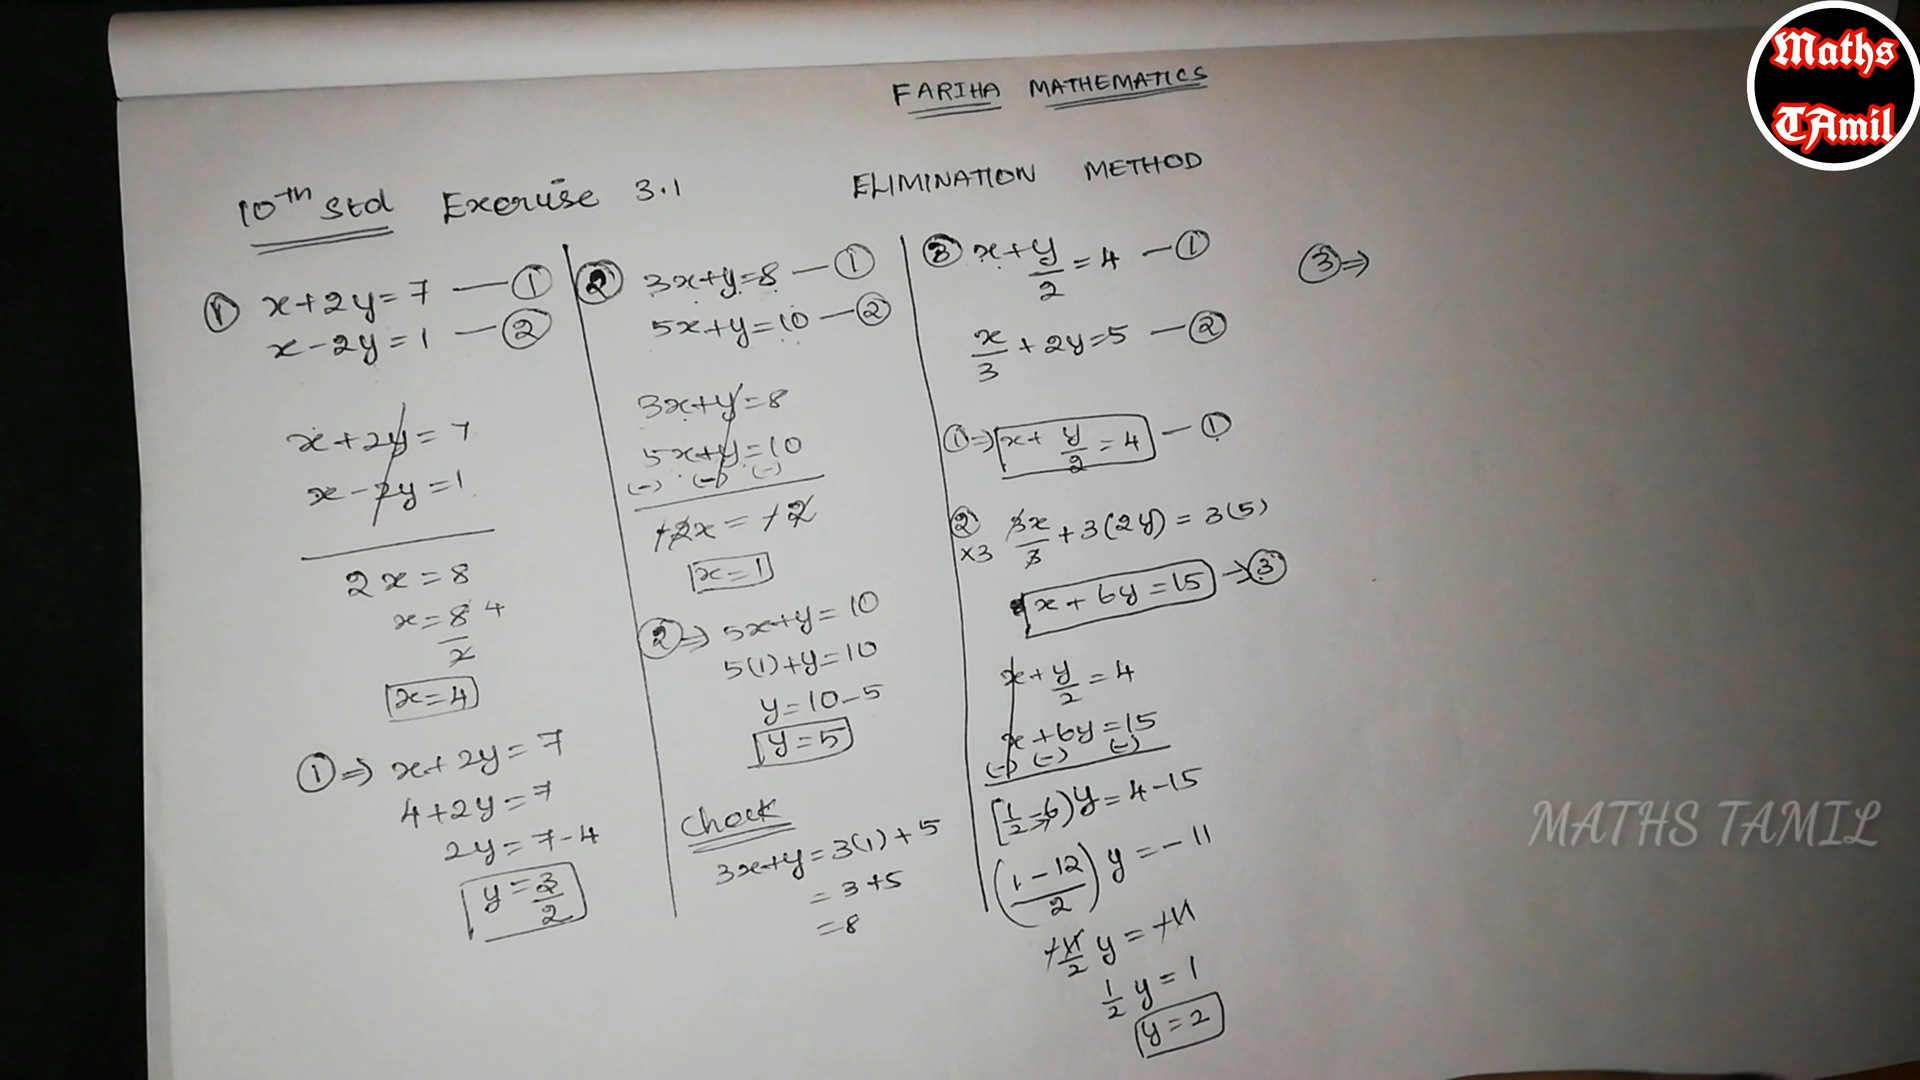 Maths
TAmil
FARIHA MATHEMATICS
10th Std Exercise 3.1
ELIMINATION METHOD
① x+2y=7 — ①
x-2y=1 — ②
x+2y=7
x-2y=1
2x=8
x=8/2 4
x=4
①⇒ x+2y=7
4+2y=7
2y=7-4
y=3/2
② 3x+y=8 — ①
5x+y=10 — ②
3x+y=8
5x+y=10
(-) (-) (-)
+2x=+2
x=1
②⇒ 5x+y=10
5(1)+y=10
y=10-5
y=5
Check
3x+y=3(1)+5
=3+5
=8
③ x+y/2=4 — ①
x/3+2y=5 — ②
①⇒ x+y/2=4 — ①
② ×3 3x/3+3(2y)=3(5)
x+6y=15 →③
x+y/2=4
x+6y=15
(-) (-) (-)
[1/2-6)y=4-15
(1-12/2)y=-11
+11/2 y=+11
1/2 y=1
y=2
③⇒
MATHS TAMIL